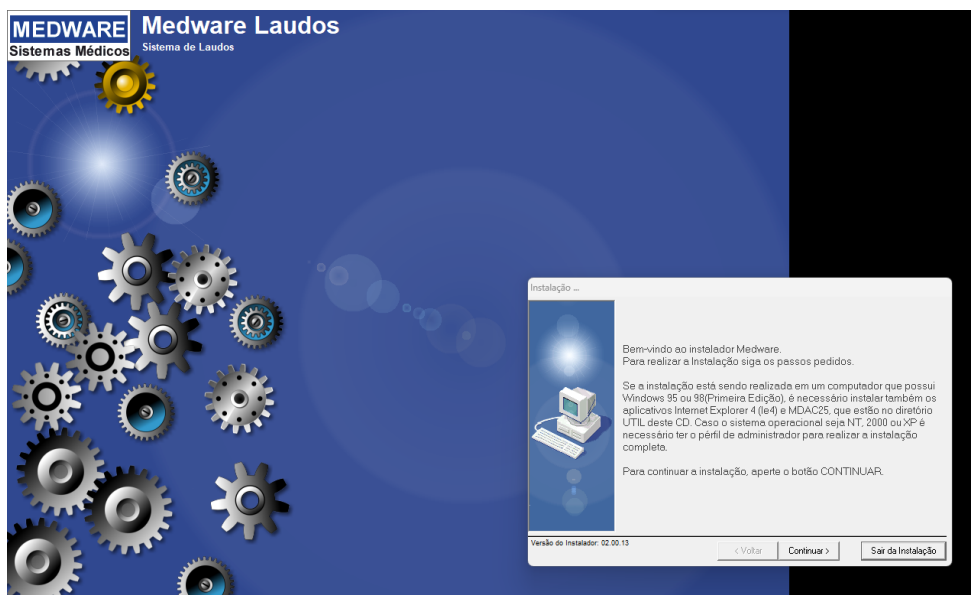 MEDWARE
Sistemas Médicos
Medware Laudos
Sistema de Laudos
Instalação ...
Bem-vindo ao instalador Medware.
Para realizar a Instalação siga os passos pedidos.
Se a instalação está sendo realizada em um computador que possui
Windows 95 ou 98(Primeira Edição), é necessário instalar também os
aplicativos Internet Explorer 4 (Ie4) e MDAC25, que estão no diretório
UTIL deste CD. Caso o sistema operacional seja NT, 2000 ou XP é
necessário ter o pérfil de administrador para realizar a instalação
completa.
Para continuar a instalação, aperte o botão CONTINUAR.
Versão do Instalador: 02.00.13
< Voltar
Continuar >
Sair da Instalação